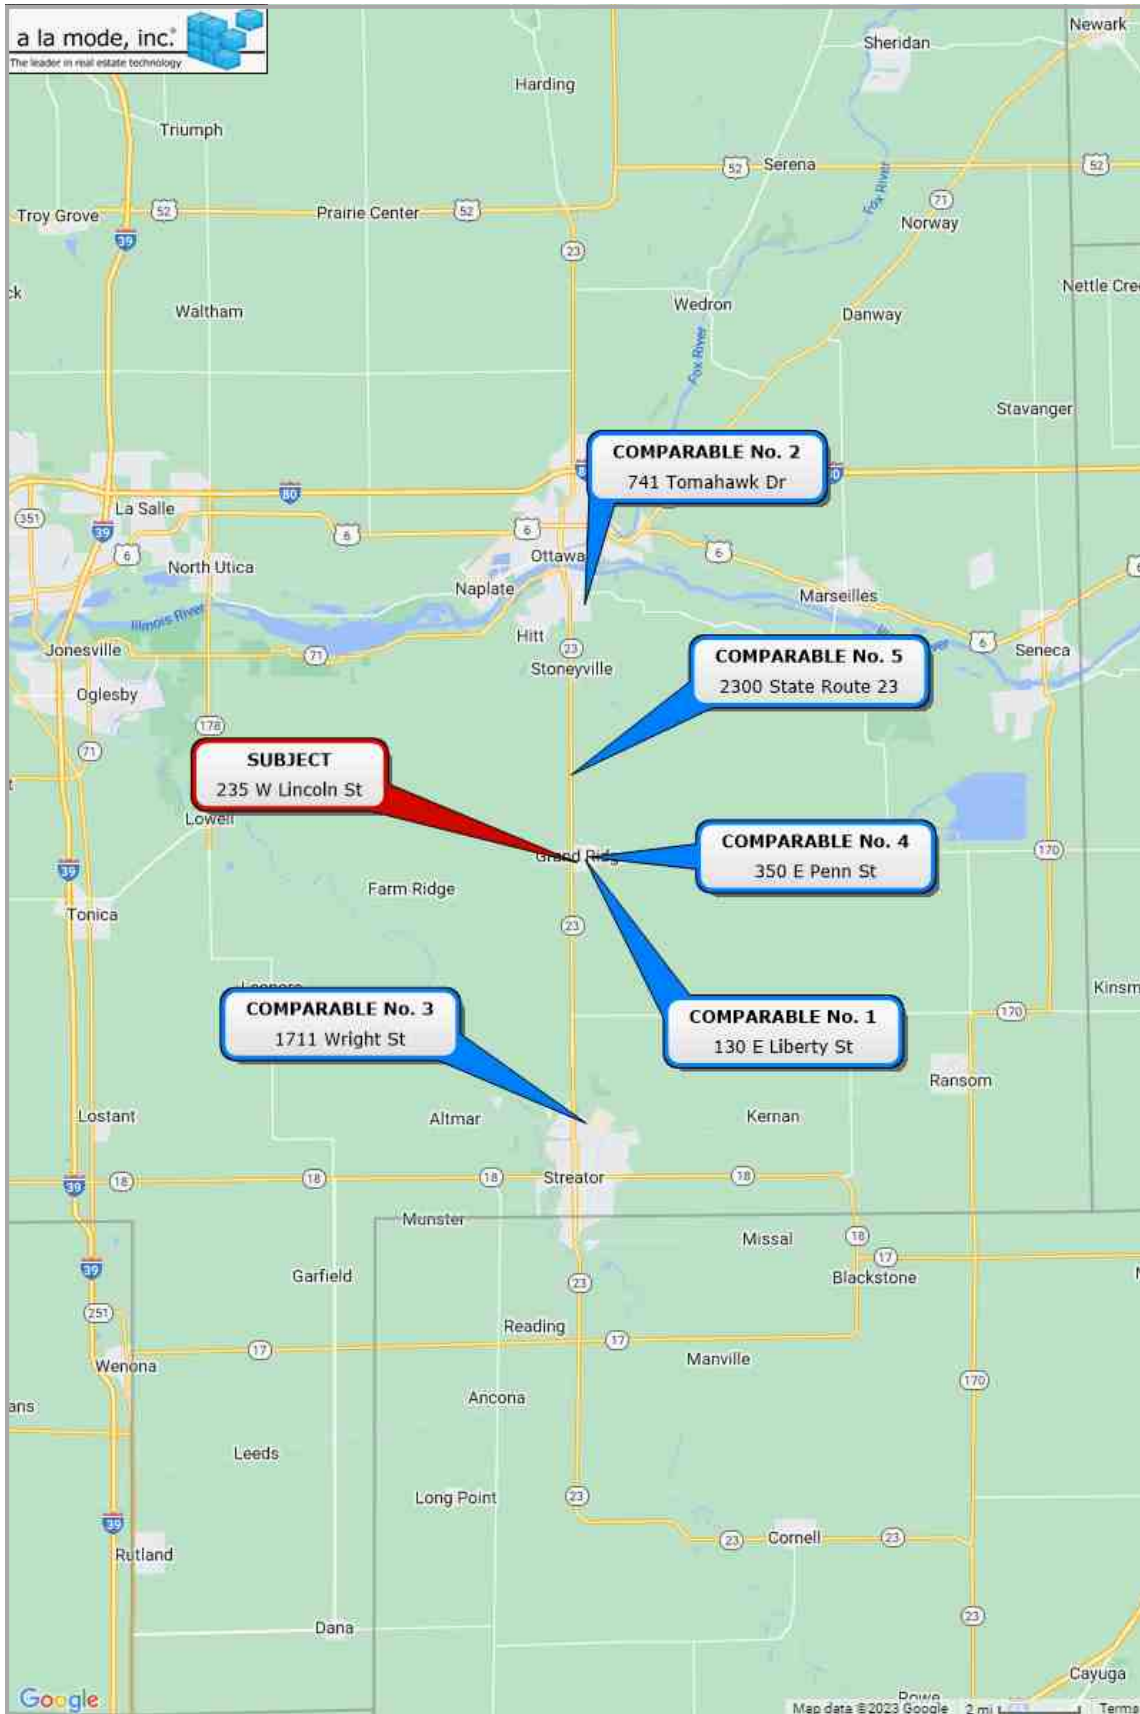 a la mode, inc.®
The leader in real estate technology
Newark
Sheridan
Harding
Triumph
52
Serena
52
Fox River
Troy Grove
52
Prairie Center
52
71
Norway
39
23
Nettle Cree
Waltham
Wedron
Danway
Fox River
Stavanger
COMPARABLE No. 2
741 Tomahawk Dr
80
La Salle
351
39
6
6
6
6
Ottawa
North Utica
Naplate
Marseilles
Illinois River
Hitt
23
6
Jonesville
71
Stoneyville
Seneca
COMPARABLE No. 5
2300 State Route 23
Oglesby
178
71
SUBJECT
235 W Lincoln St
Lowell
COMPARABLE No. 4
350 E Penn St
Grand Ridg
170
39
Farm Ridge
Tonica
23
COMPARABLE No. 3
1711 Wright St
COMPARABLE No. 1
130 E Liberty St
Kinsm
170
Ransom
Lostant
Altmar
Kernan
39
18
18
18
Streator
18
Munster
Missal
18
17
39
Garfield
23
Blackstone
251
Reading
17
17
Wenona
Manville
170
Ancona
ans
Leeds
Long Point
23
39
23
Cornell
23
Rutland
23
Dana
Cayuga
Rowe
Google
Map data ©2023 Google
2 mi
Terms